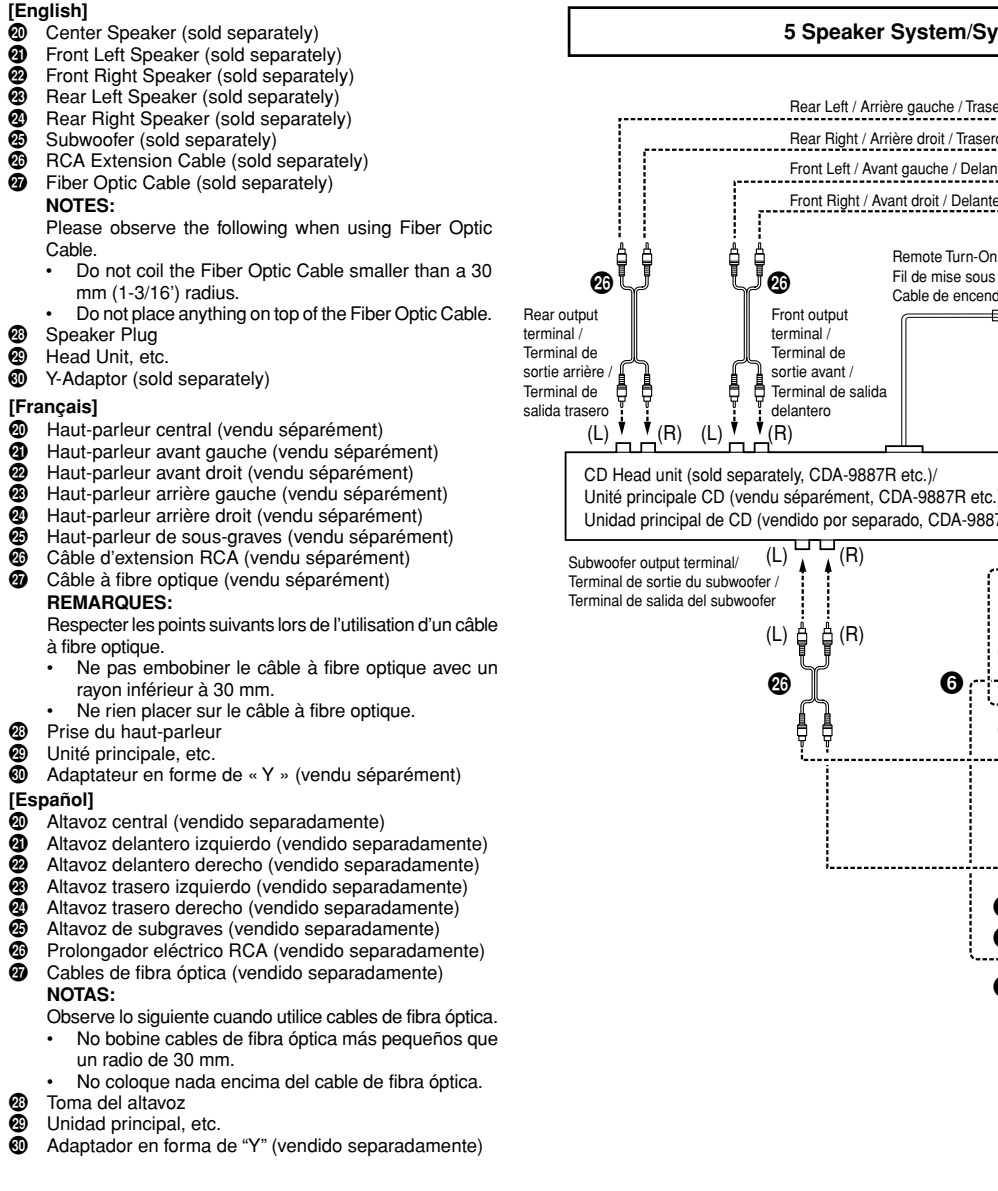 [English]
⓴ Center Speaker (sold separately)
㉑ Front Left Speaker (sold separately)
㉒ Front Right Speaker (sold separately)
㉓ Rear Left Speaker (sold separately)
㉔ Rear Right Speaker (sold separately)
㉕ Subwoofer (sold separately)
㉖ RCA Extension Cable (sold separately)
㉗ Fiber Optic Cable (sold separately)
NOTES:
Please observe the following when using Fiber Optic
Cable.
• Do not coil the Fiber Optic Cable smaller than a 30
mm (1-3/16') radius.
• Do not place anything on top of the Fiber Optic Cable.
㉘ Speaker Plug
㉙ Head Unit, etc.
㉚ Y-Adaptor (sold separately)
[Français]
⓴ Haut-parleur central (vendu séparément)
㉑ Haut-parleur avant gauche (vendu séparément)
㉒ Haut-parleur avant droit (vendu séparément)
㉓ Haut-parleur arrière gauche (vendu séparément)
㉔ Haut-parleur arrière droit (vendu séparément)
㉕ Haut-parleur de sous-graves (vendu séparément)
㉖ Câble d'extension RCA (vendu séparément)
㉗ Câble à fibre optique (vendu séparément)
REMARQUES:
Respecter les points suivants lors de l'utilisation d'un câble
à fibre optique.
• Ne pas embobiner le câble à fibre optique avec un
rayon inférieur à 30 mm.
• Ne rien placer sur le câble à fibre optique.
㉘ Prise du haut-parleur
㉙ Unité principale, etc.
㉚ Adaptateur en forme de « Y » (vendu séparément)
[Español]
⓴ Altavoz central (vendido separadamente)
㉑ Altavoz delantero izquierdo (vendido separadamente)
㉒ Altavoz delantero derecho (vendido separadamente)
㉓ Altavoz trasero izquierdo (vendido separadamente)
㉔ Altavoz trasero derecho (vendido separadamente)
㉕ Altavoz de subgraves (vendido separadamente)
㉖ Prolongador eléctrico RCA (vendido separadamente)
㉗ Cables de fibra óptica (vendido separadamente)
NOTAS:
Observe lo siguiente cuando utilice cables de fibra óptica.
• No bobine cables de fibra óptica más pequeños que
un radio de 30 mm.
• No coloque nada encima del cable de fibra óptica.
㉘ Toma del altavoz
㉙ Unidad principal, etc.
㉚ Adaptador en forma de “Y” (vendido separadamente)
5 Speaker System/Sy
Rear Left / Arrière gauche / Trase
Rear Right / Arrière droit / Trasero
Front Left / Avant gauche / Delan
Front Right / Avant droit / Delante
Remote Turn-On
Fil de mise sous
Cable de encend
㉖
㉖
Rear output
terminal /
Terminal de
sortie arrière /
Terminal de
salida trasero
Front output
terminal /
Terminal de
sortie avant /
Terminal de salida
delantero
(L) (R) (L) (R)
CD Head unit (sold separately, CDA-9887R etc.)/
Unité principale CD (vendu séparément, CDA-9887R etc.)
Unidad principal de CD (vendido por separado, CDA-9887
Subwoofer output terminal/
Terminal de sortie du subwoofer /
Terminal de salida del subwoofer
(L) (R)
(L) (R)
㉖
❻